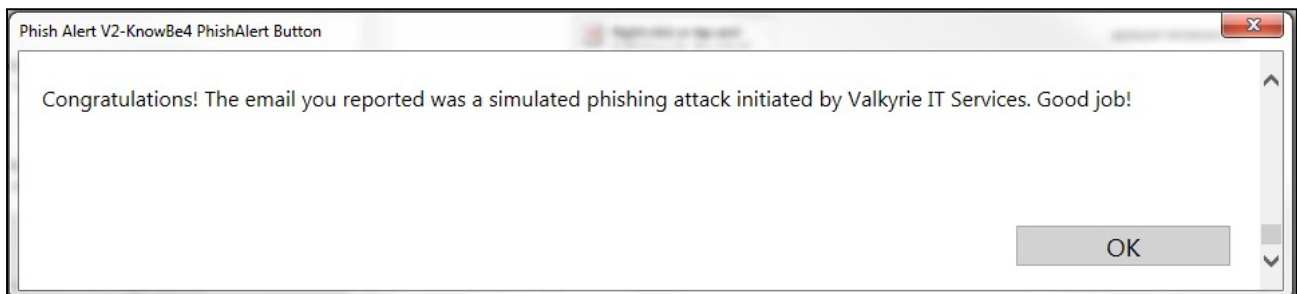 Phish Alert V2-KnowBe4 PhishAlert Button
Congratulations! The email you reported was a simulated phishing attack initiated by Valkyrie IT Services. Good job!
OK